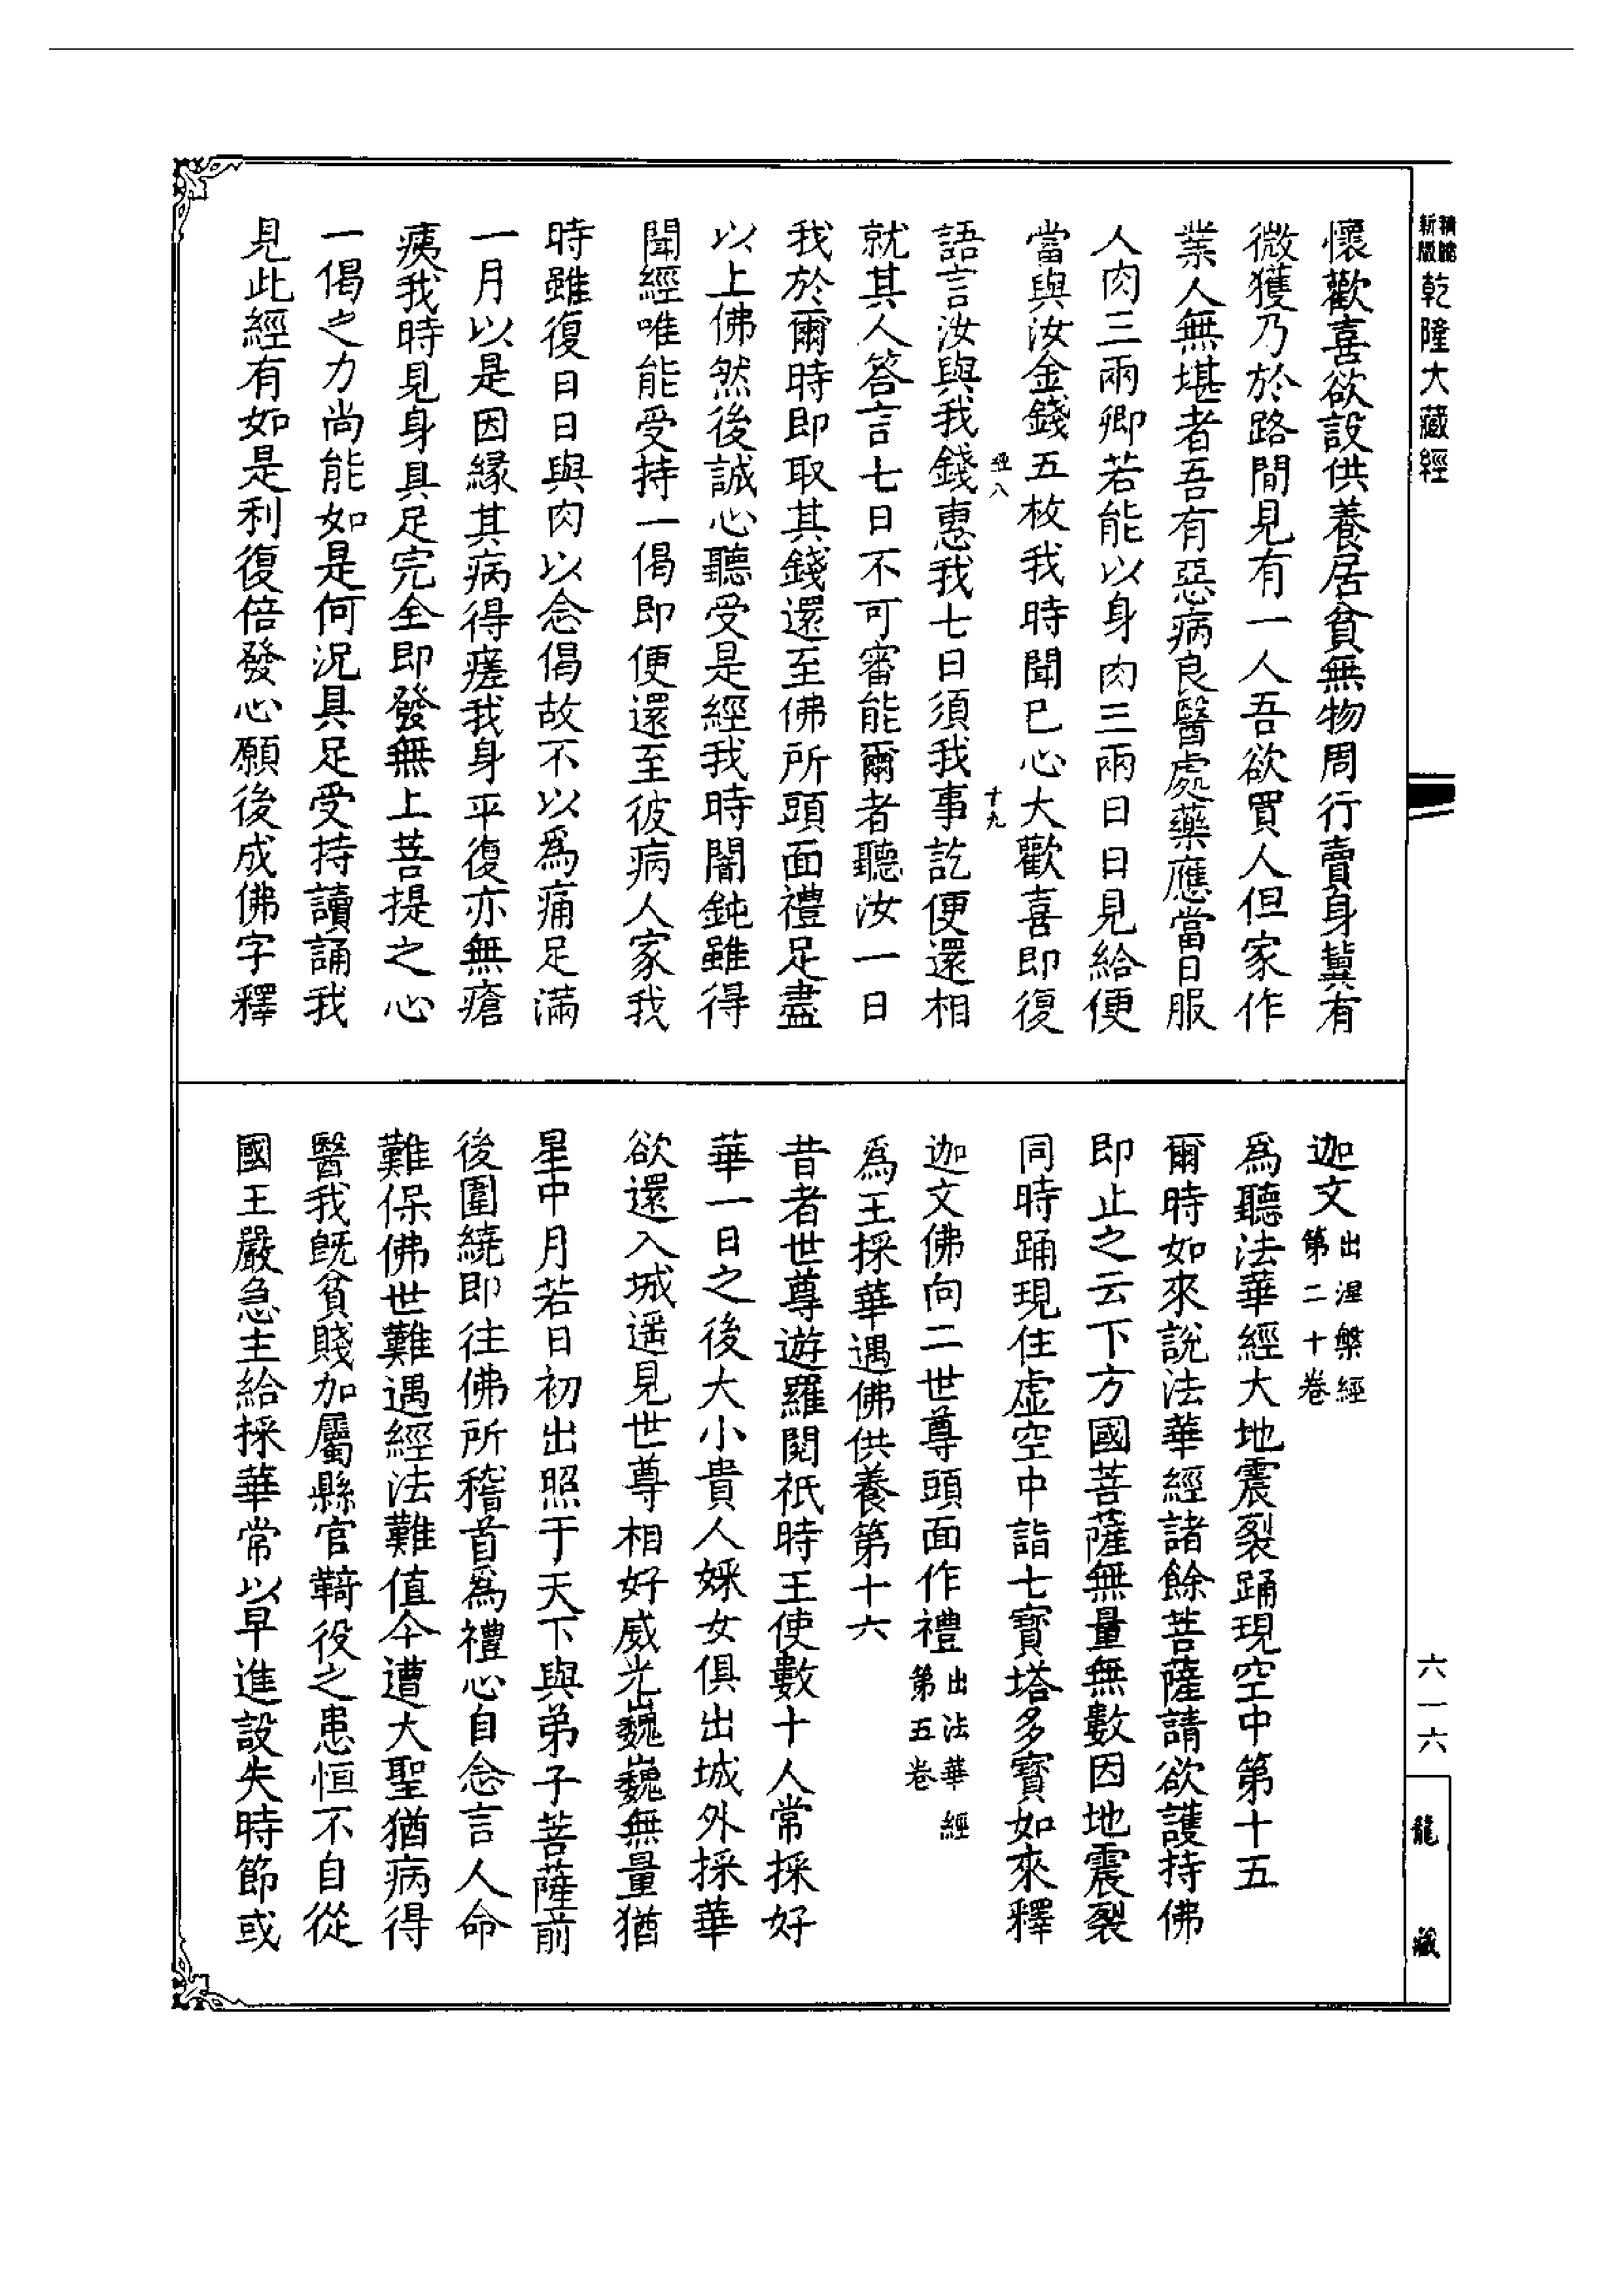 新版
精縮
乾隆大藏經
懷歡喜欲設供養居貧無物周行賣身冀有
微獲乃於路間見有一人吾欲買人但家作
業人無堪者吾有惡病良醫處藥應當日服
人肉三兩卿若能以身肉三兩日日見給便
當與汝金錢五枚我時聞已心大歡喜即復
經八
十九
語言汝與我錢惠我七日須我事訖便還相
就其人答言七日不可審能爾者聽汝一日
我於爾時即取其錢還至佛所頭面禮足盡
以上佛然後誠心聽受是經我時闇鈍雖得
聞經唯能受持一偈即便還至彼病人家我
時雖復日日與肉以念偈故不以爲痛足滿
一月以是因緣其病得瘥我身平復亦無瘡
痍我時見身具足完全即發無上菩提之心
一偈之力尚能如是何況具足受持讀誦我
見此經有如是利復倍發心願後成佛字釋
迦文
出涅槃經
第二十卷
爲聽法華經大地震裂踊現空中第十五
爾時如來說法華經諸餘菩薩請欲護持佛
即止之云下方國菩薩無量無數因地震裂
同時踊現住虛空中詣七寶塔多寶如來釋
迦文佛向二世尊頭面作禮
出法華經
第五卷
爲王採華遇佛供養第十六
昔者世尊遊羅閱祇時王使數十人常採好
華一日之後大小貴人婇女俱出城外採華
欲還入城遥見世尊相好威光巍巍無量猶
星中月若日初出照于天下與弟子菩薩前
後圍繞即往佛所稽首爲禮心自念言人命
難保佛世難遇經法難值今遭大聖猶病得
醫我既貧賤加屬縣官鞫役之患恒不自從
國王嚴急主給採華常以早進設失時節或
六一六
龍藏